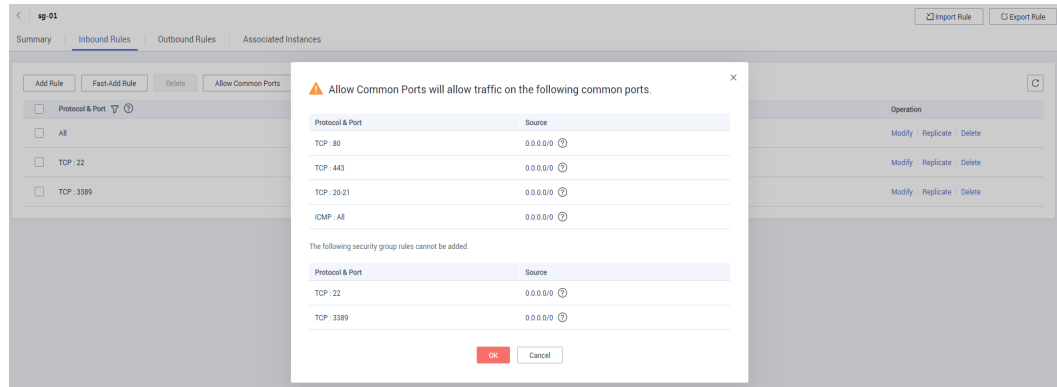 sg-01
Import Rule
Export Rule
Summary
Inbound Rules
Outbound Rules
Associated Instances
Add Rule
Fast-Add Rule
Delete
Allow Common Ports
Protocol & Port
Operation
All
Modify Replicate Delete
TCP : 22
Modify Replicate Delete
TCP : 3389
Modify Replicate Delete
Allow Common Ports will allow traffic on the following common ports.
Protocol & Port Source
TCP : 80 0.0.0.0/0
TCP : 443 0.0.0.0/0
TCP : 20-21 0.0.0.0/0
ICMP : All 0.0.0.0/0
The following security group rules cannot be added.
Protocol & Port Source
TCP : 22 0.0.0.0/0
TCP : 3389 0.0.0.0/0
OK
Cancel